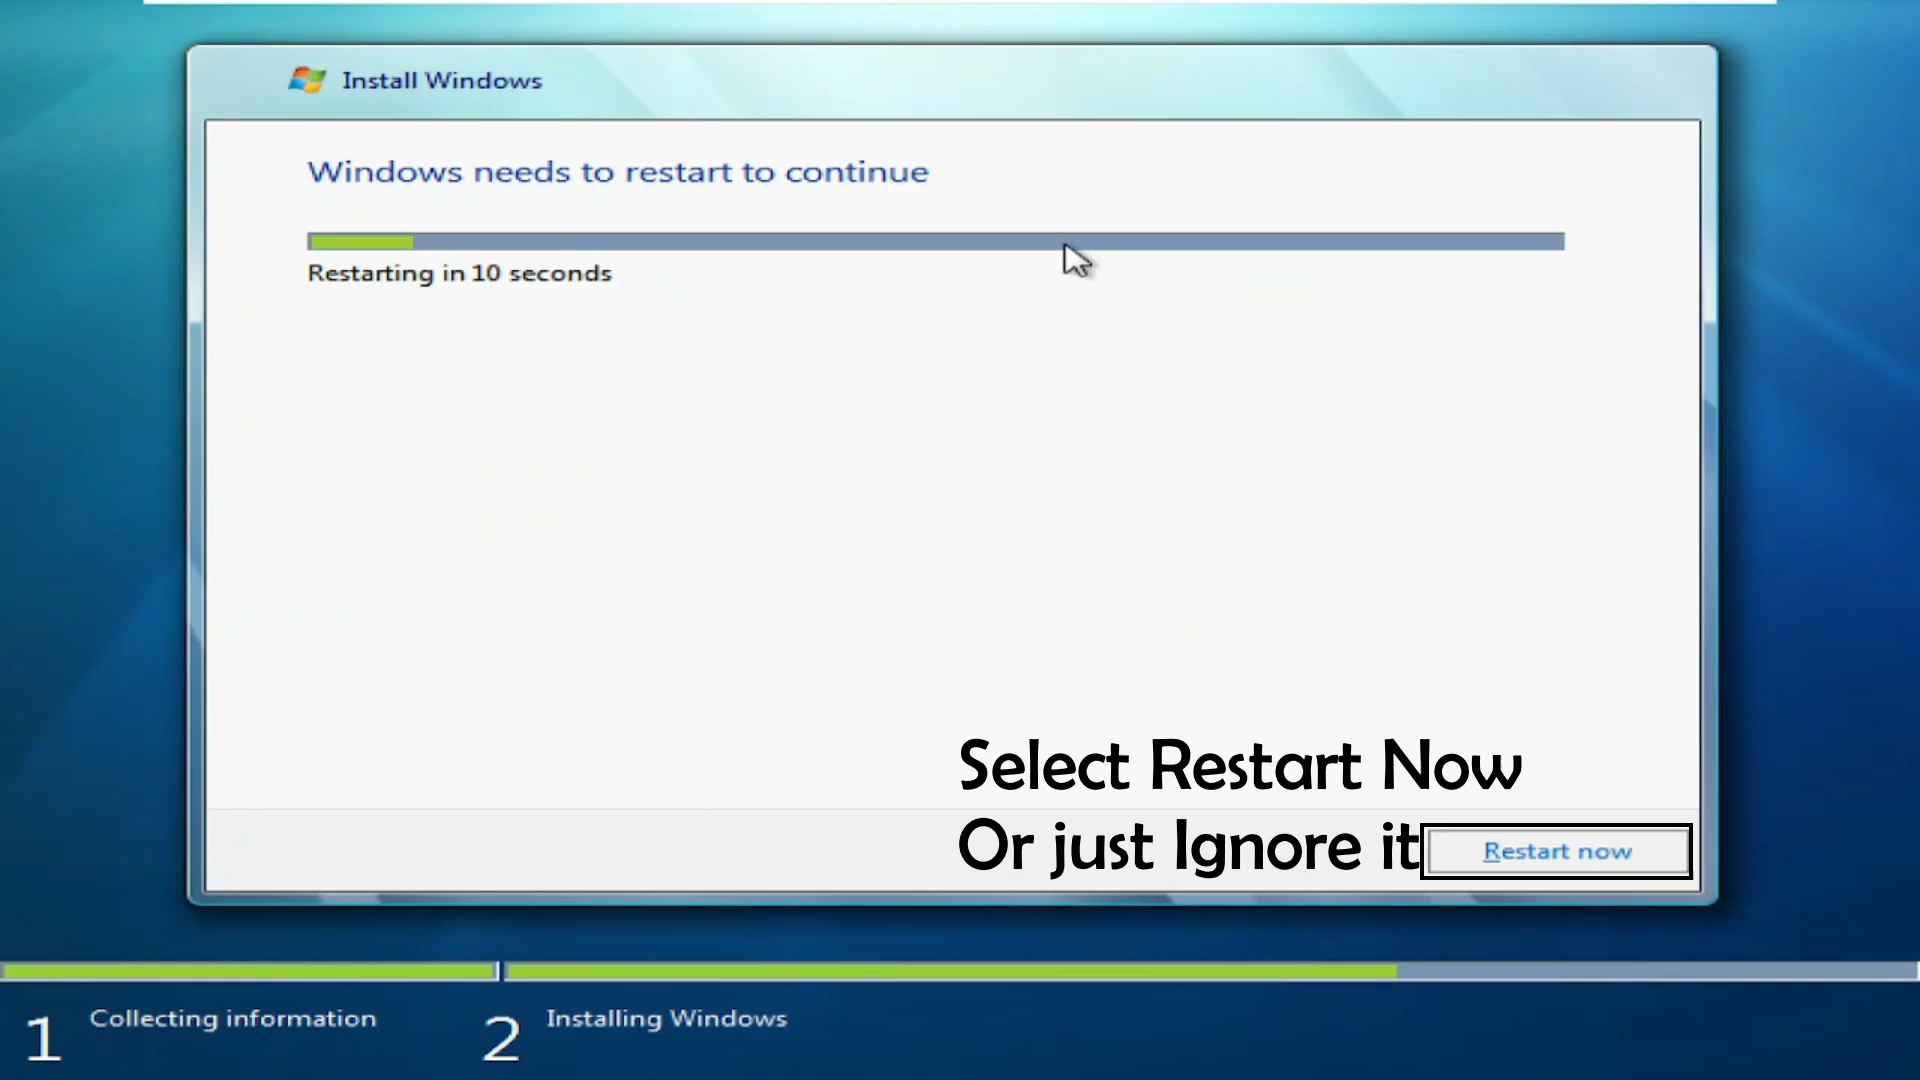 Install Windows
Windows needs to restart to continue
Restarting in 10 seconds
Select Restart Now
Or just Ignore it
Restart now
1 Collecting information
2 Installing Windows